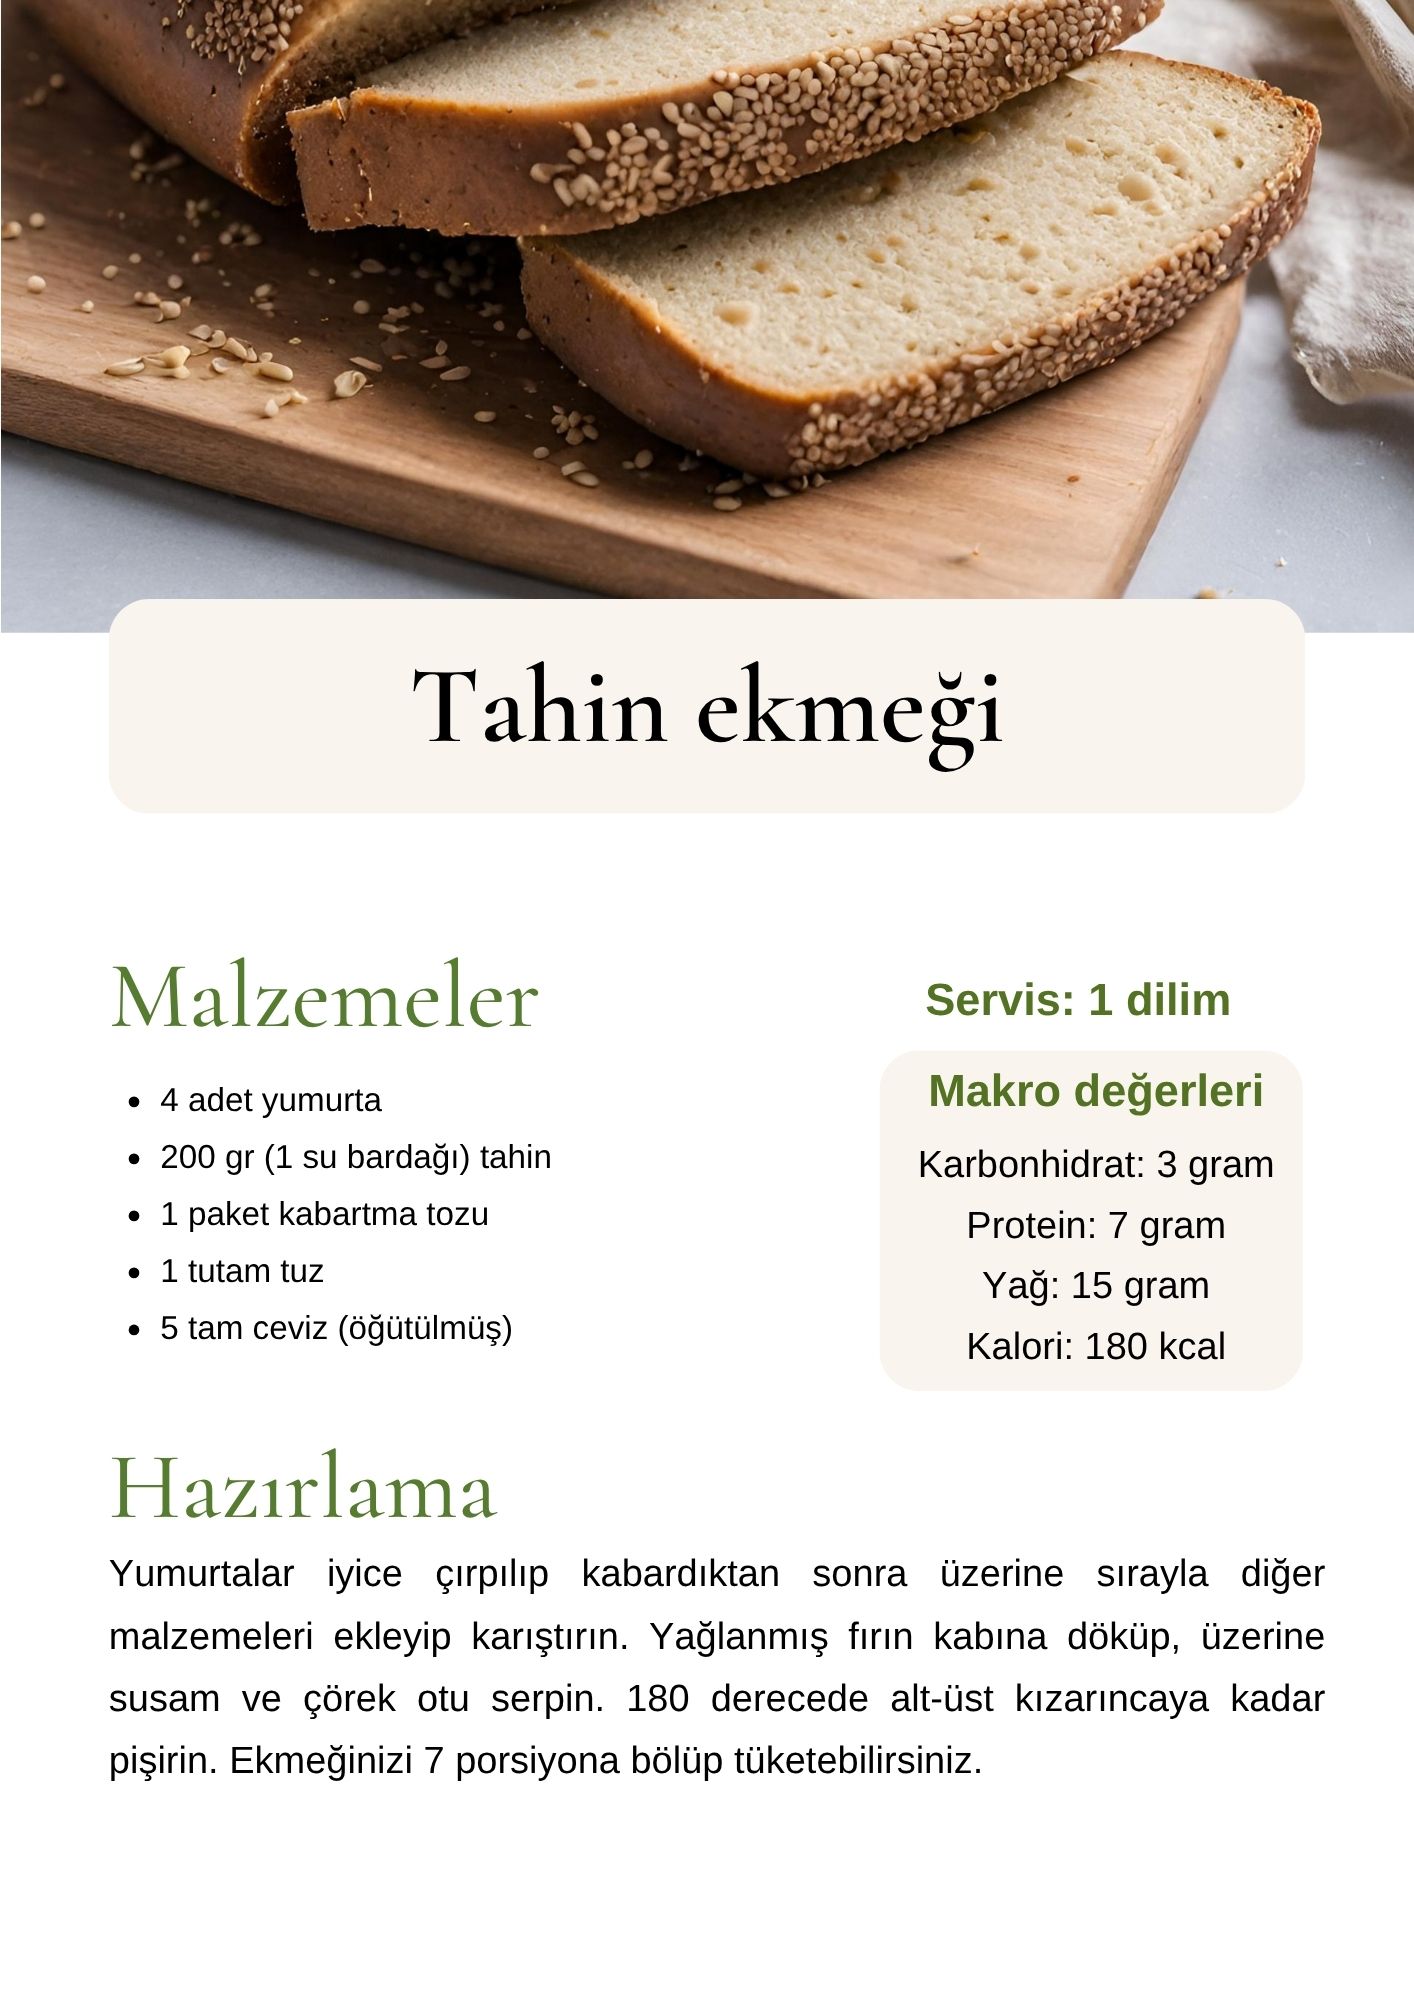 Tahin ekmeği
Malzemeler
• 4 adet yumurta
• 200 gr (1 su bardağı) tahin
• 1 paket kabartma tozu
• 1 tutam tuz
• 5 tam ceviz (öğütülmüş)
Servis: 1 dilim
Makro değerleri
Karbonhidrat: 3 gram
Protein: 7 gram
Yağ: 15 gram
Kalori: 180 kcal
Hazırlama
Yumurtalar iyice çırpılıp kabardıktan sonra üzerine sırayla diğer
malzemeleri ekleyip karıştırın. Yağlanmış fırın kabına döküp, üzerine
susam ve çörek otu serpin. 180 derecede alt-üst kızarıncaya kadar
pişirin. Ekmeğinizi 7 porsiyona bölüp tüketebilirsiniz.